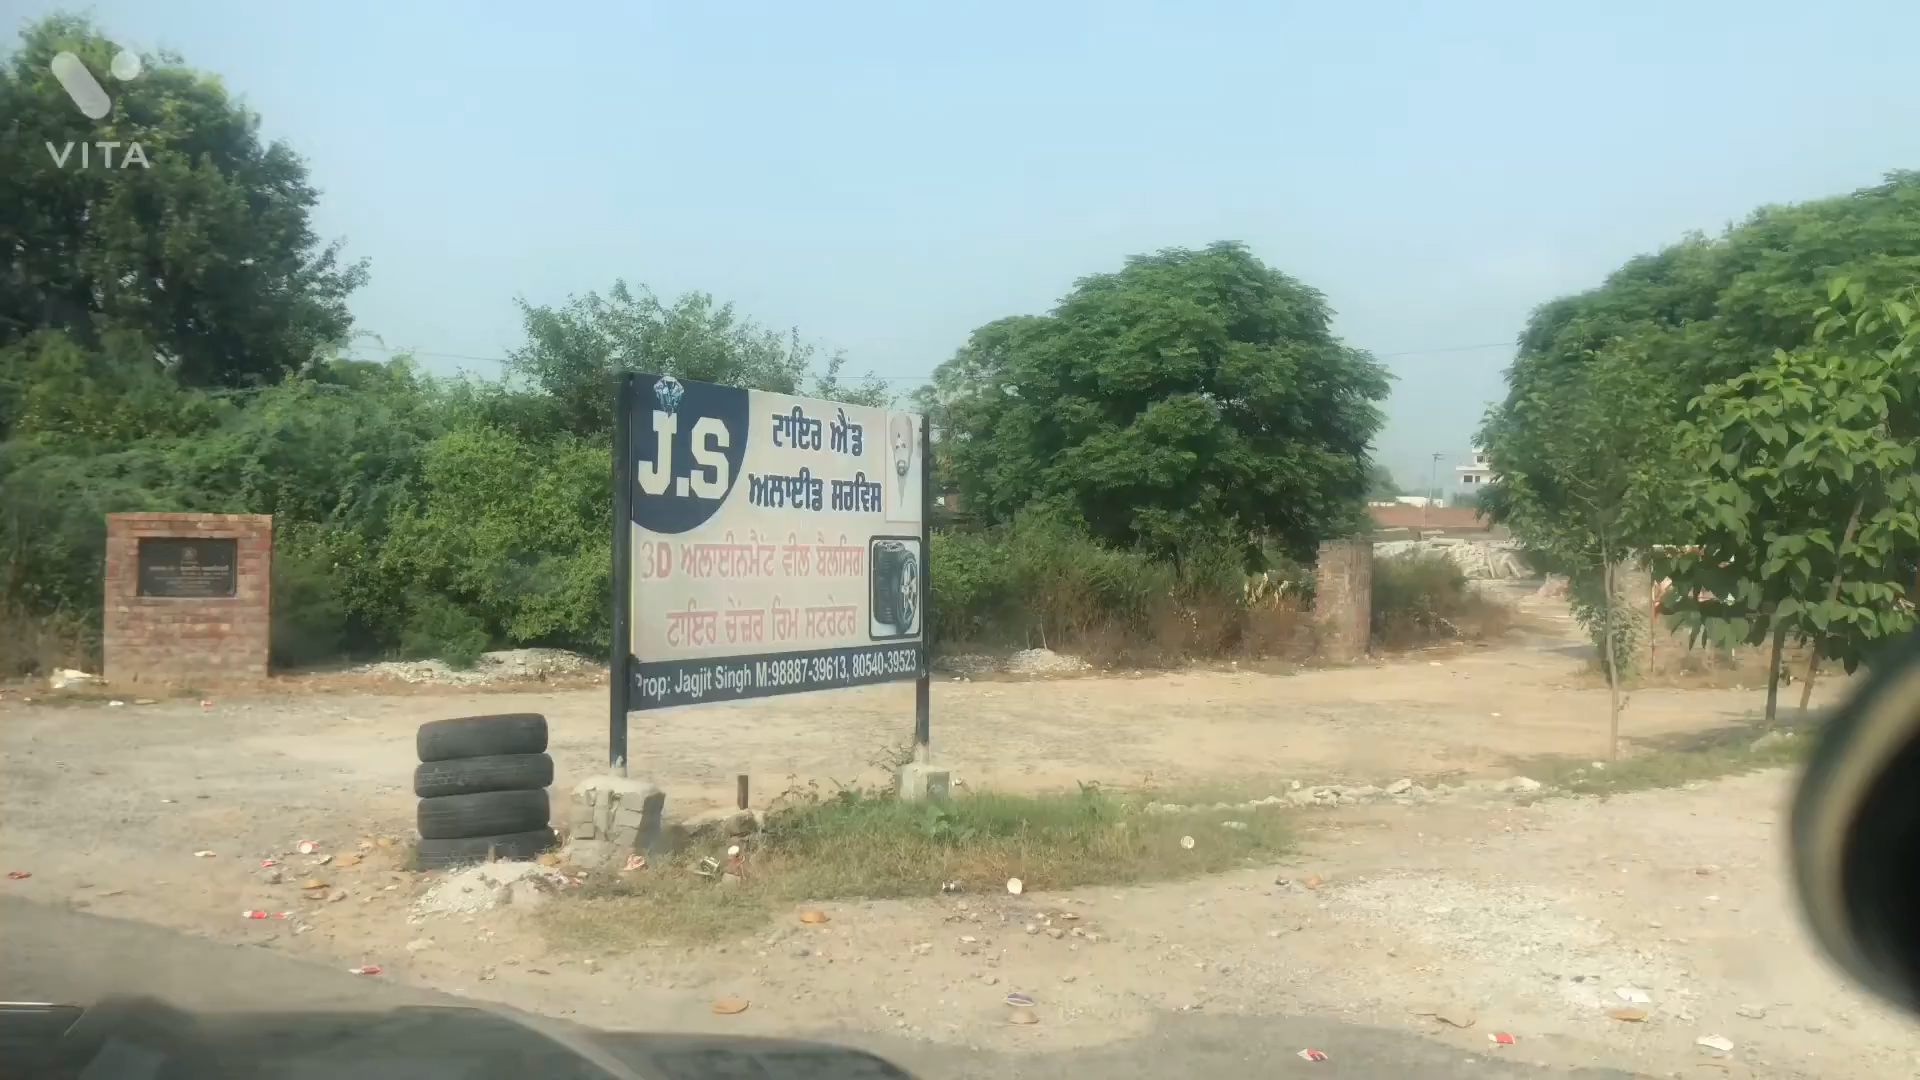 VITA
J.S
ਟਾਇਰ ਐਂਡ
ਅਲਾਈਡ ਸਰਵਿਸ
3D ਅਲਾਈਨਮੈਂਟ ਵੀਲ ਬੈਲਸਿੰਗ
ਟਾਇਰ ਚੇਂਜ਼ਰ ਰਿਮ ਸਟਰੇਟਰ
Prop: Jagjit Singh M:98887-39613, 80540-39523